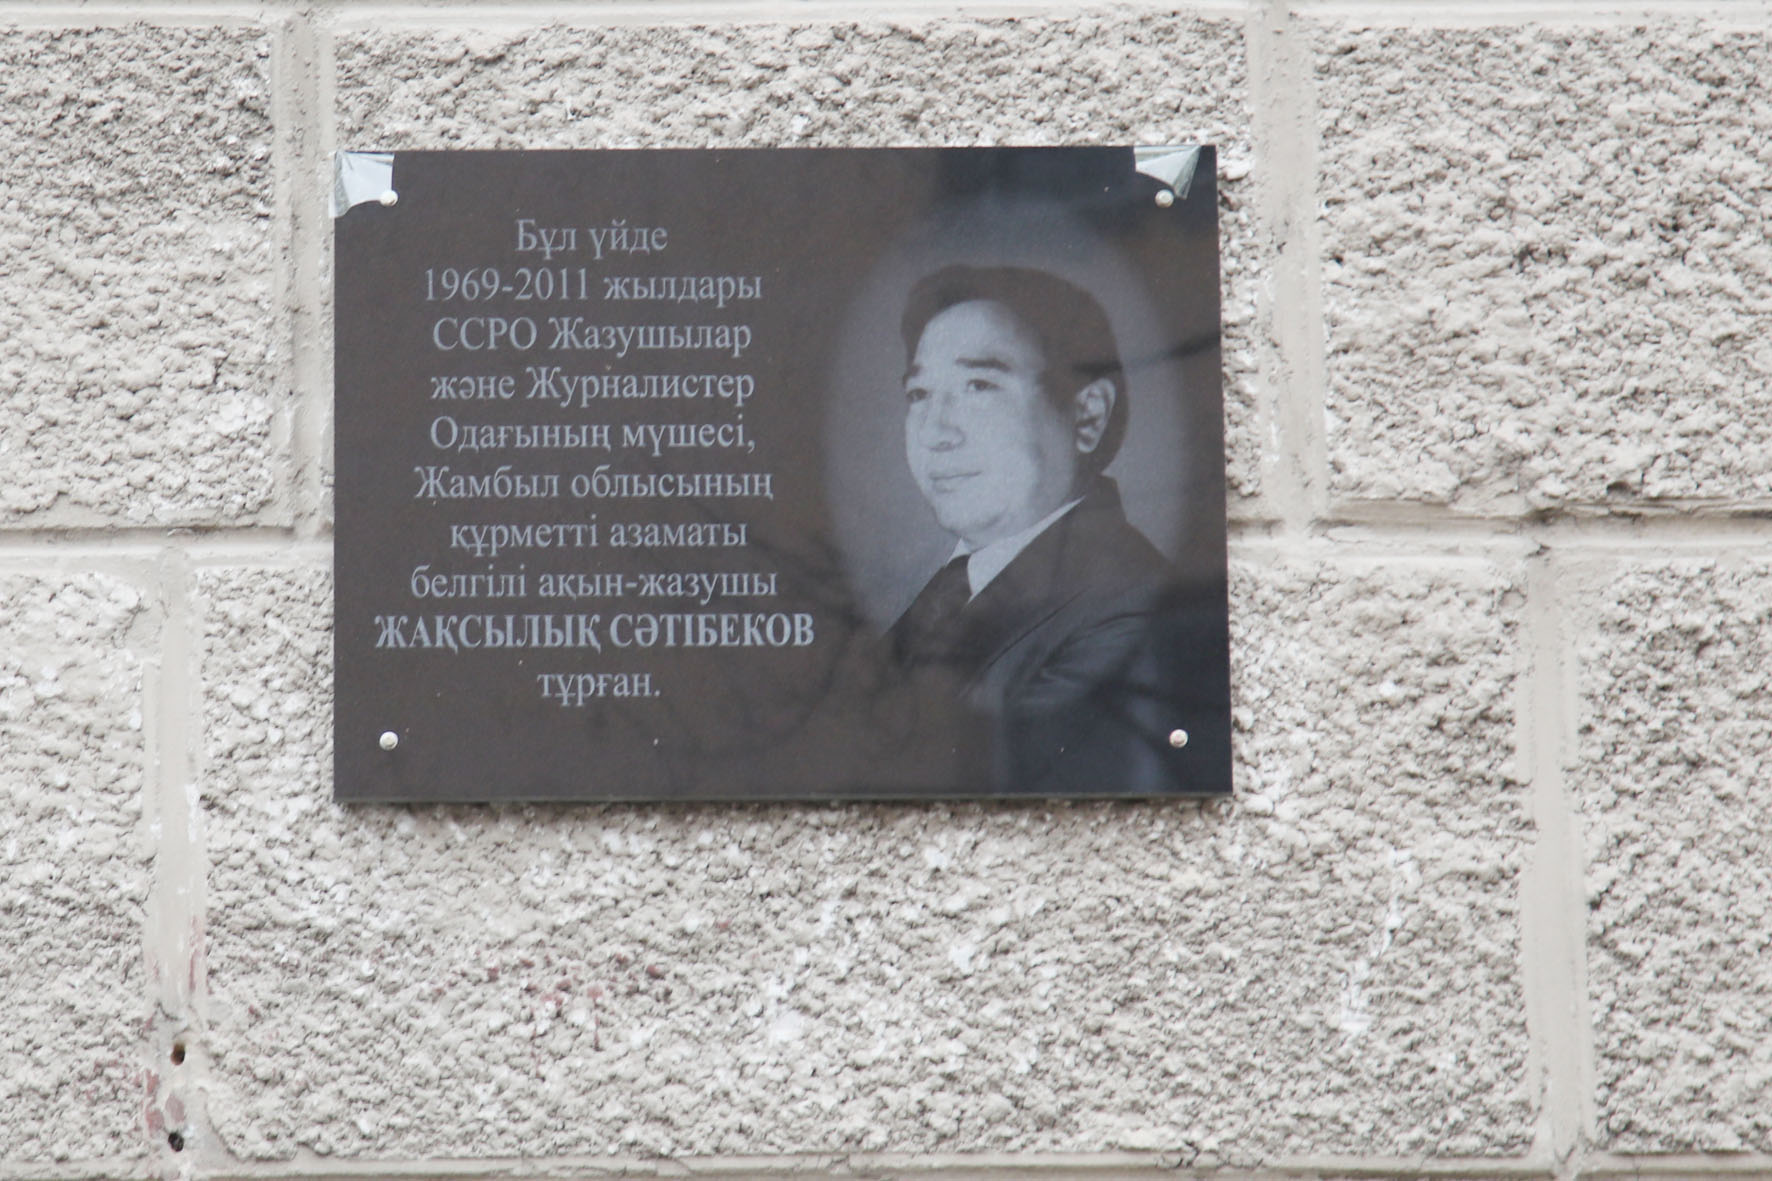 Бұл үйде
1969-2011 жылдары
ССРО Жазушылар
және Журналистер
Одағының мүшесі,
Жамбыл облысының
құрметті азаматы
белгілі ақын-жазушы
ЖАҚСЫЛЫҚ СӘТІБЕКОВ
тұрған.